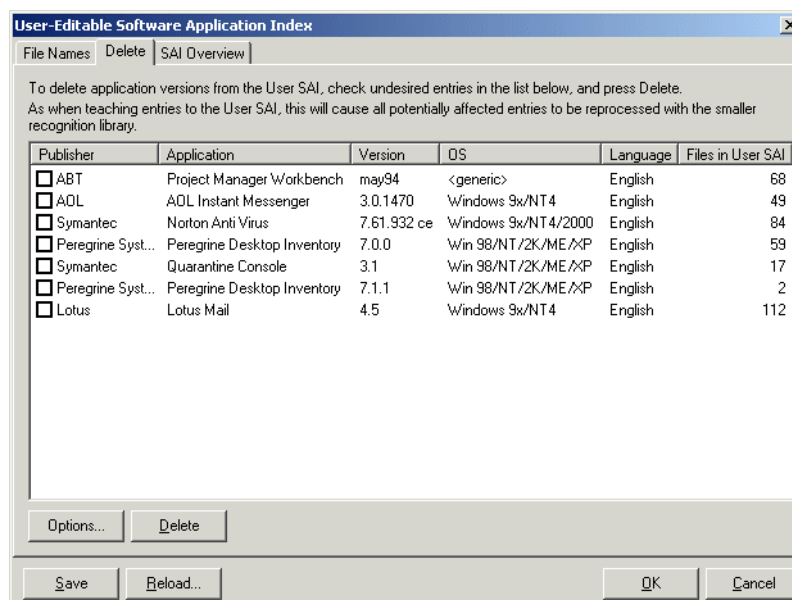 User-Editable Software Application Index
File Names Delete SAI Overview
To delete application versions from the User SAI, check undesired entries in the list below, and press Delete.
As when teaching entries to the User SAI, this will cause all potentially affected entries to be reprocessed with the smaller
recognition library.
Publisher Application Version OS Language Files in User SAI
ABT Project Manager Workbench may94 <generic> English 68
AOL AOL Instant Messenger 3.0.1470 Windows 9x/NT4 English 49
Symantec Norton Anti Virus 7.61.932 ce Windows 9x/NT4/2000 English 84
Peregrine Syst... Peregrine Desktop Inventory 7.0.0 Win 98/NT/2K/ME/XP English 59
Symantec Quarantine Console 3.1 Win 98/NT/2K/ME/XP English 17
Peregrine Syst... Peregrine Desktop Inventory 7.1.1 Win 98/NT/2K/ME/XP English 2
Lotus Lotus Mail 4.5 Windows 9x/NT4 English 112
Options... Delete
Save Reload... OK Cancel